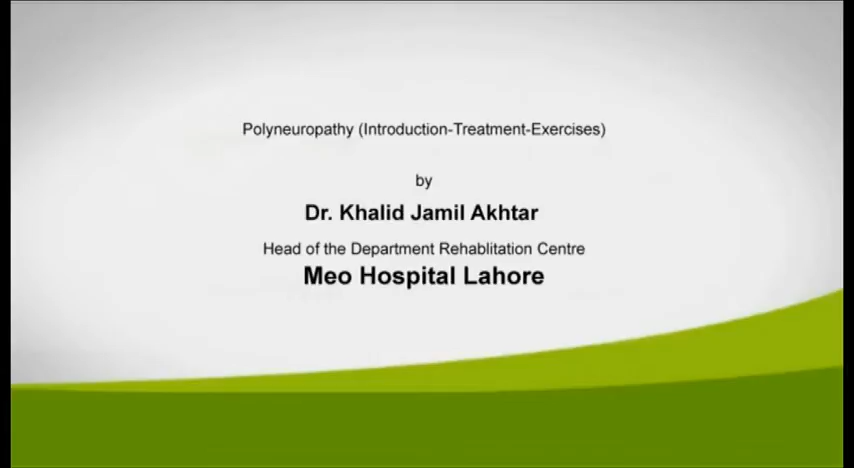 Polyneuropathy (Introduction-Treatment-Exercises)
by
Dr. Khalid Jamil Akhtar
Head of the Department Rehablitation Centre
Meo Hospital Lahore